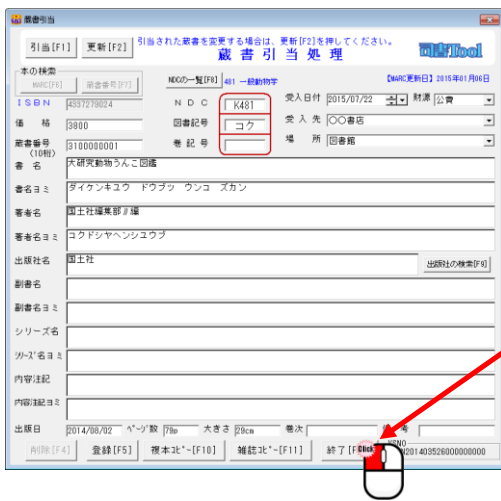 蔵書引当
引当[F1] 更新[F2] 引当された蔵書を変更する場合は、更新[F2]を押してください。
蔵書引当処理
司書Tool
本の検索
MARC[F6] 蔵書番号[F7]
NDCの一覧[F8] 481 一般動物学
【MARC更新日】2015年01月06日
ISBN 4337279024
NDC K481
受入日付 2015/07/22 財源 公費
価格 3800
図書記号 コク
受入先 〇〇書店
蔵書番号 3100000001
(10桁)
巻記号
場所 図書館
書名 大研究動物うんこ図鑑
書名ヨミ ダイケンキユウ ドウブツ ウンコ ズカン
著者名 国土社編集部∥編
著者名ヨミ コクドシヤヘンシユウブ
出版社名 国土社
出版社の検索[F9]
副書名
副書名ヨミ
シリーズ名
シリーズ名ヨミ
内容注記
内容注記ヨミ
出版日 2014/08/02 ページ数 79p 大きさ 29cm 巻次 考
削除[F4] 登録[F5] 複本コピー[F10] 雑誌コピー[F11] 終了[F
Click
N201403526000000000